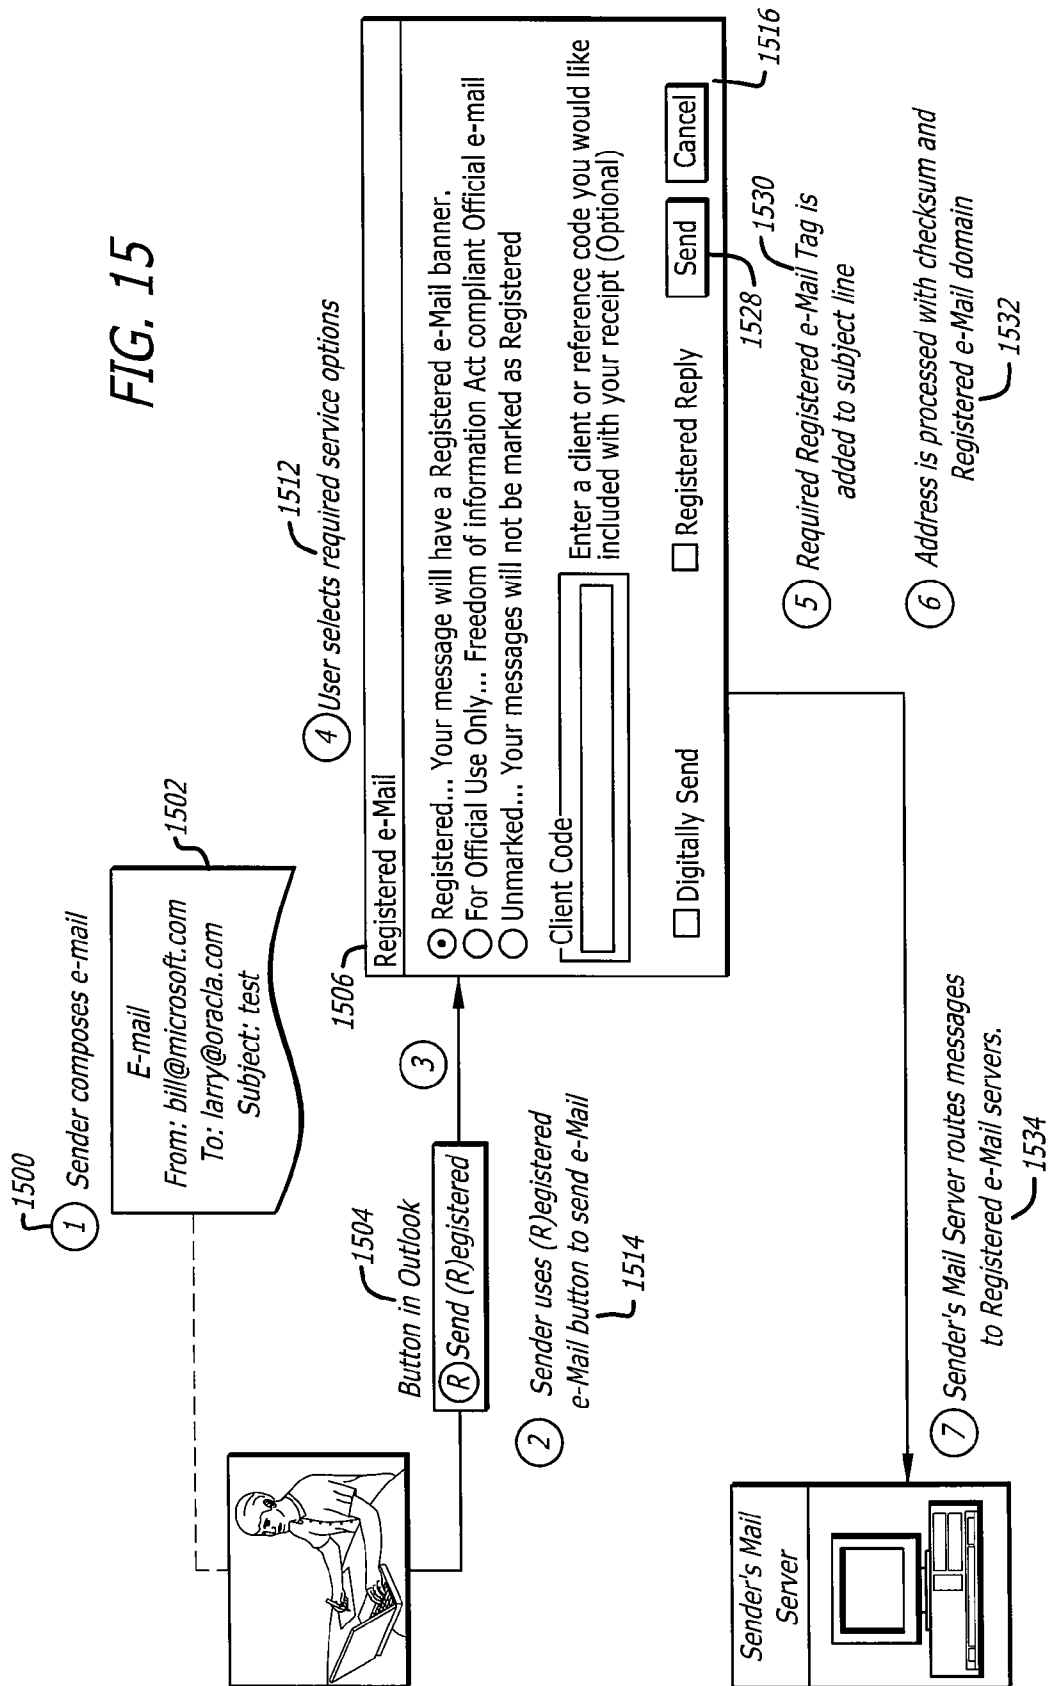 FIG. 15
1500
1 Sender composes e-mail
E-mail
From: bill@microsoft.com
To: larry@oracla.com
Subject: test
1502
Button in Outlook
1504
R Send (R)egistered
2 Sender uses (R)egistered
e-Mail button to send e-Mail
1514
3
4 User selects required service options
1512
1506
Registered e-Mail
Registered... Your message will have a Registered e-Mail banner.
For Official Use Only... Freedom of information Act compliant Official e-mail
Unmarked... Your messages will not be marked as Registered
Client Code
Enter a client or reference code you would like
included with your receipt (Optional)
Digitally Send
Registered Reply
Send
Cancel
1516
1528
1530
5 Required Registered e-Mail Tag is
added to subject line
6 Address is processed with checksum and
Registered e-Mail domain
1532
7 Sender's Mail Server routes messages
to Registered e-Mail servers.
1534
Sender's Mail
Server